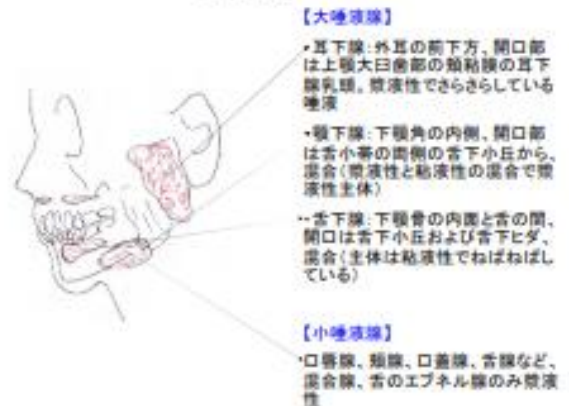 【大唾液腺】
・耳下腺：外耳の前下方、開口部
は上顎大臼歯部の頬粘膜の耳下
腺乳頭。漿液性でさらさらしている
唾液
・顎下腺：下顎角の内側、開口部
は舌小帯の両側の舌下小丘から、
混合（漿液性と粘液性の混合で漿
液性主体）
・舌下腺：下顎骨の内面と舌の間、
開口は舌下小丘および舌下ヒダ、
混合（主体は粘液性でねばねばし
ている）
【小唾液腺】
・口唇腺、頬腺、口蓋腺、舌腺など、
混合腺、舌のエブネル腺のみ漿液
性